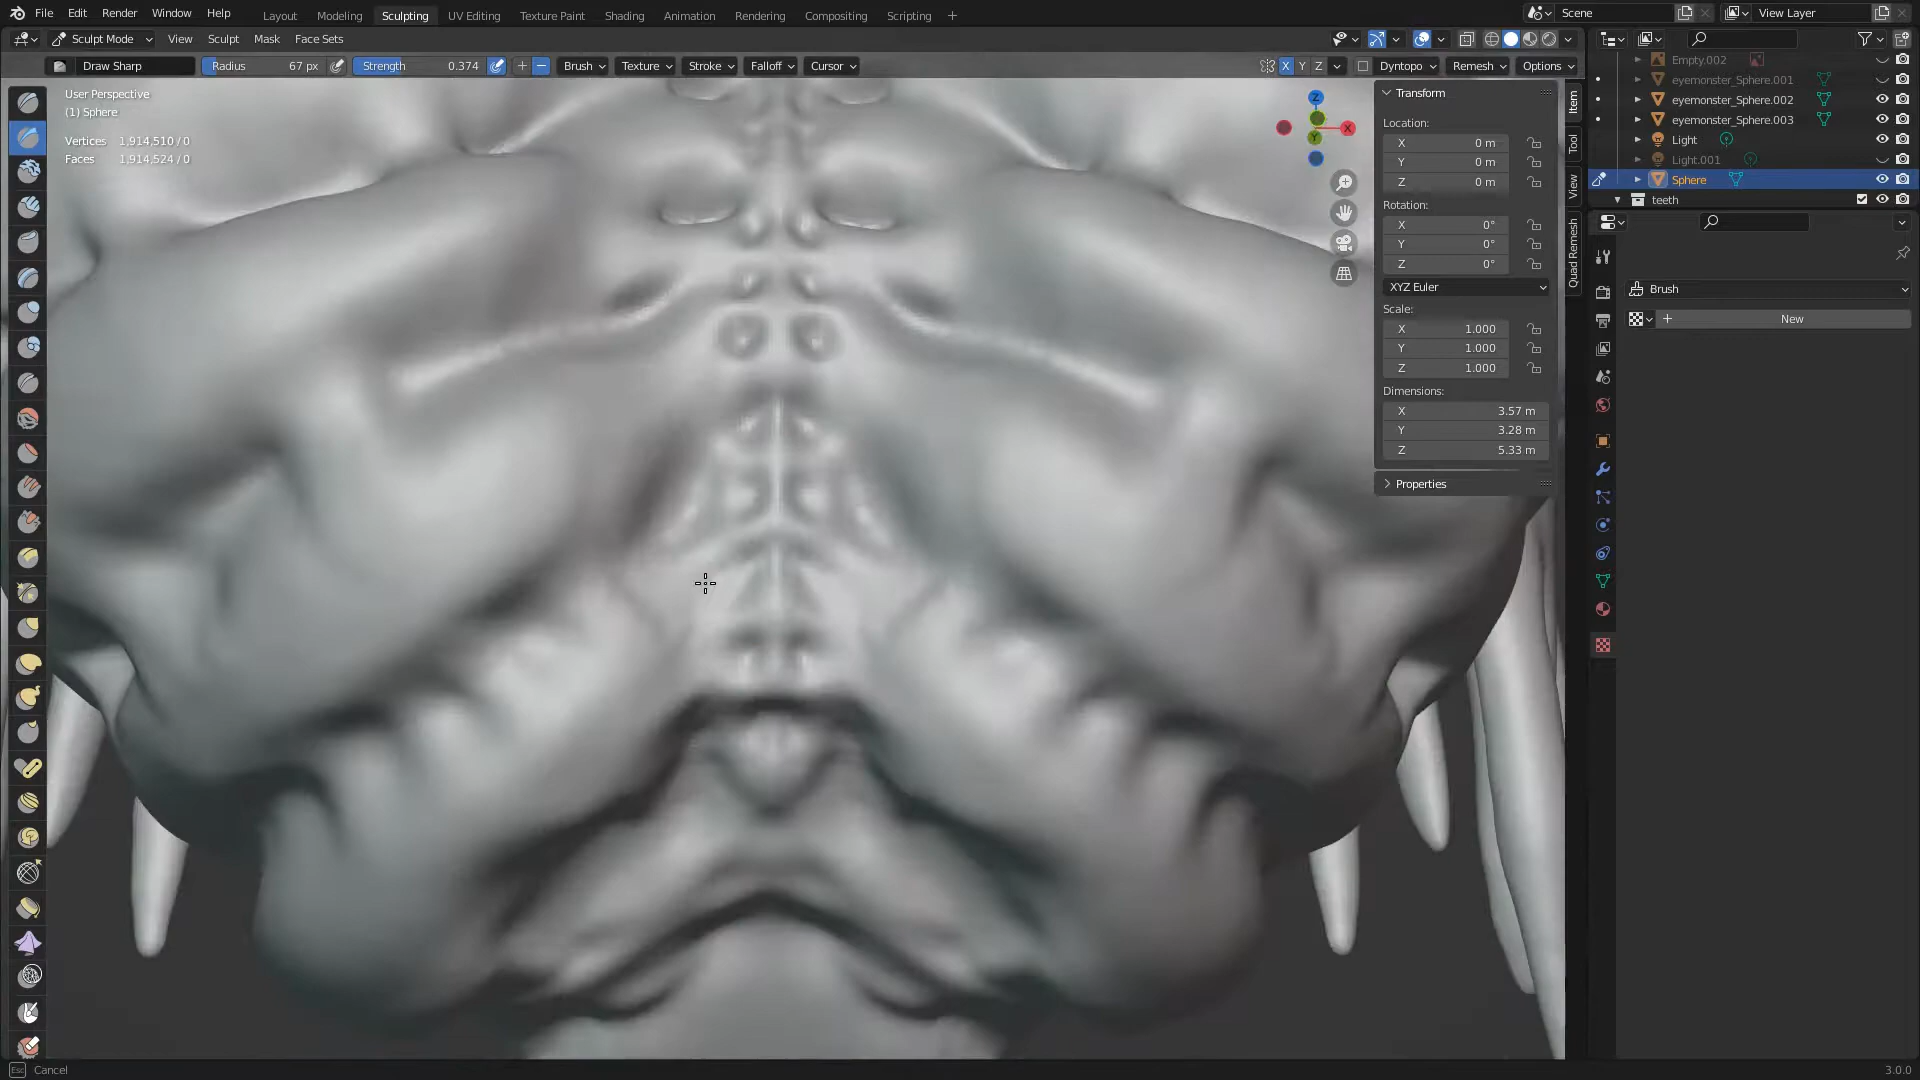 File Edit Render Window Help Layout Modeling Sculpting UV Editing Texture Paint Shading Animation Rendering Compositing Scripting + Scene View Layer
Sculpt Mode View Sculpt Mask Face Sets
Draw Sharp Radius 67 px Strength 0.374 Brush Texture Stroke Falloff Cursor X Y Z Dyntopo Remesh Options
User Perspective
(1) Sphere
Vertices 1,914,510 / 0
Faces 1,914,524 / 0
Z
X
Y
Transform
Location:
X 0 m
Y 0 m
Z 0 m
Rotation:
X 0°
Y 0°
Z 0°
XYZ Euler
Scale:
X 1.000
Y 1.000
Z 1.000
Dimensions:
X 3.57 m
Y 3.28 m
Z 5.33 m
Properties
Item
Tool
View
Quad Remesh
Empty.002
eyemonster_Sphere.001
eyemonster_Sphere.002
eyemonster_Sphere.003
Light
Light.001
Sphere
teeth
Brush
+ New
Esc Cancel
3.0.0